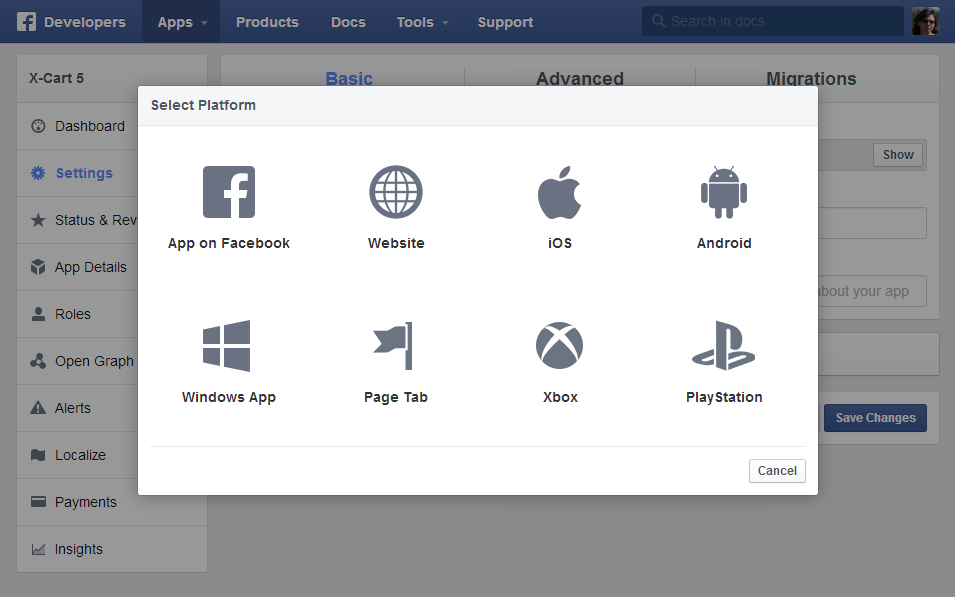 Developers Apps Products Docs Tools Support Search in docs
X-Cart 5
Basic Advanced Migrations
Dashboard
Settings
Status & Rev
App Details
Roles
Open Graph
Alerts
Localize
Payments
Insights
Select Platform
App on Facebook Website iOS Android
Windows App Page Tab Xbox PlayStation
Cancel
Show
about your app
Save Changes